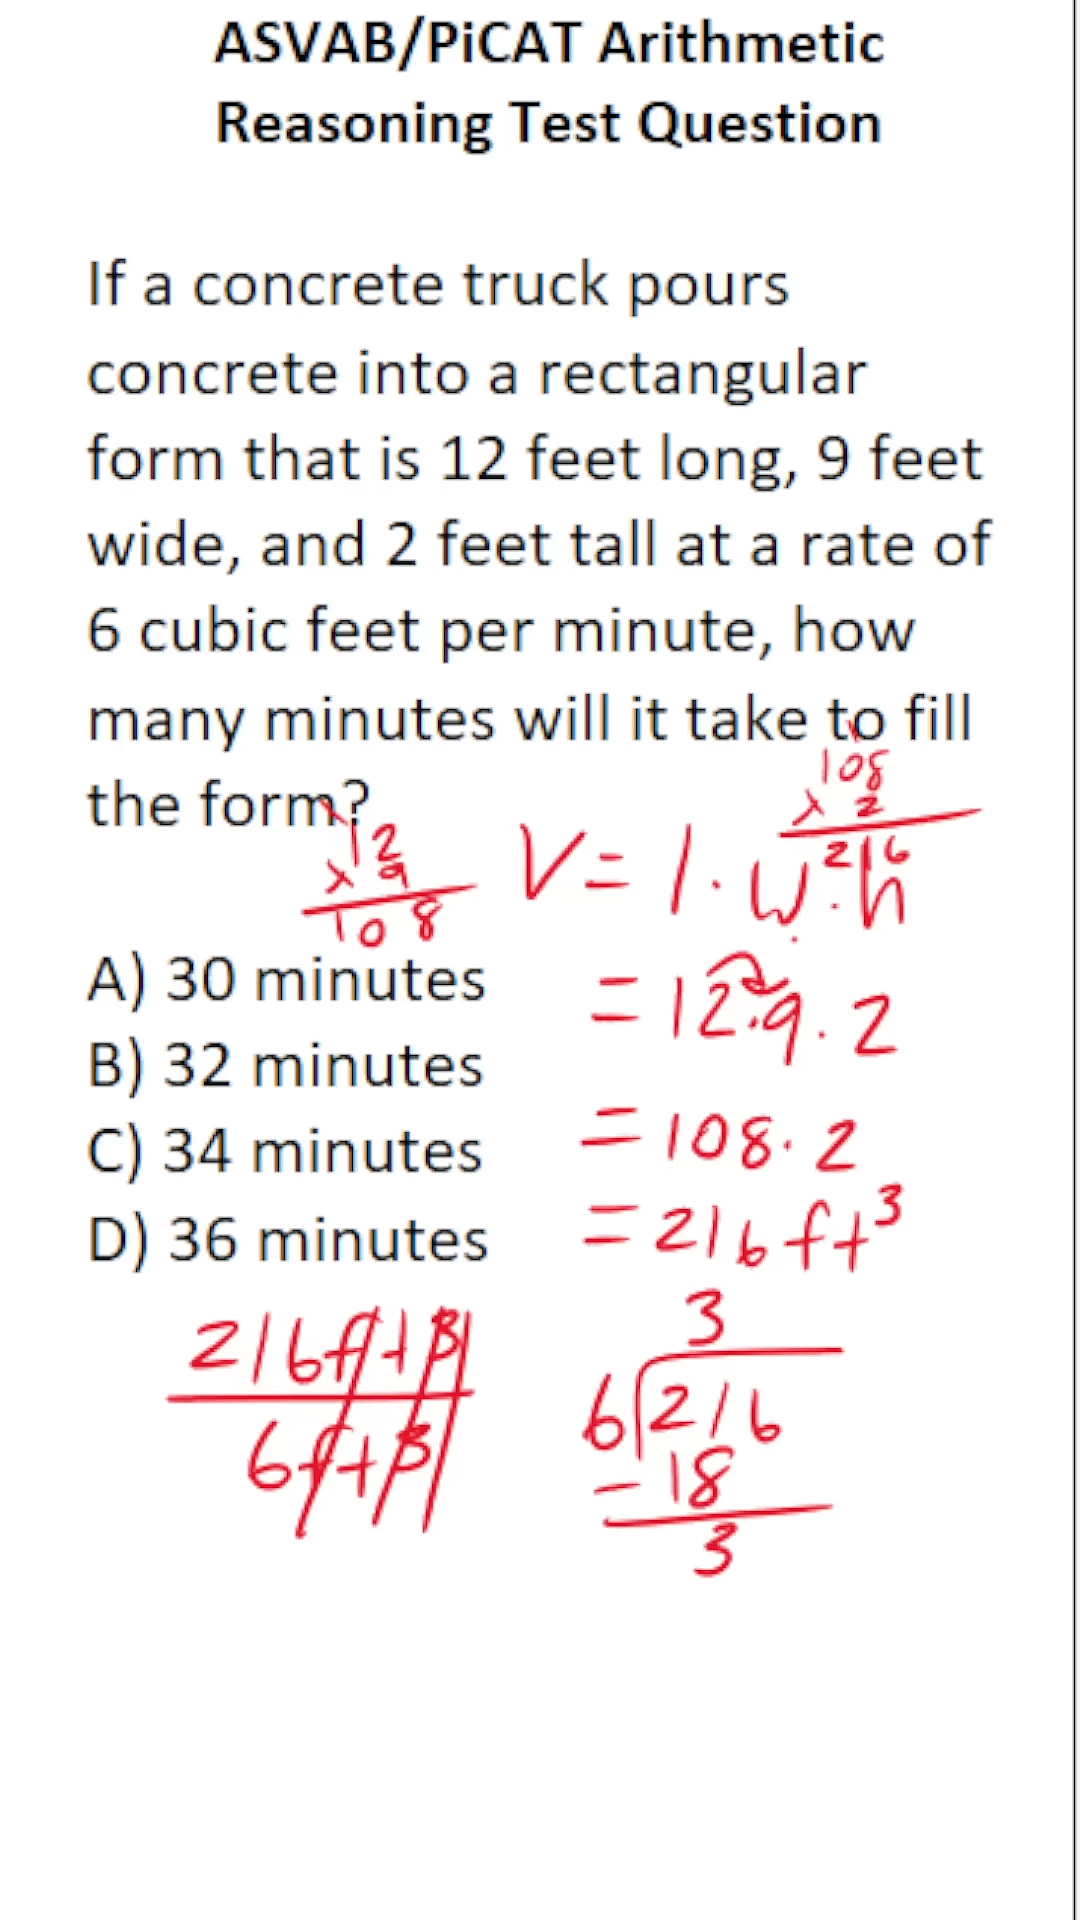 ASVAB/PiCAT Arithmetic
Reasoning Test Question
If a concrete truck pours
concrete into a rectangular
form that is 12 feet long, 9 feet
wide, and 2 feet tall at a rate of
6 cubic feet per minute, how
many minutes will it take to fill
the form?
1
12
× 9
108
1
108
× 2
216
V = l · w · h
= 12 · 9 · 2
= 108 · 2
= 216 ft³
A) 30 minutes
B) 32 minutes
C) 34 minutes
D) 36 minutes
216 ft³
6 ft³
3
6 216
- 18
3